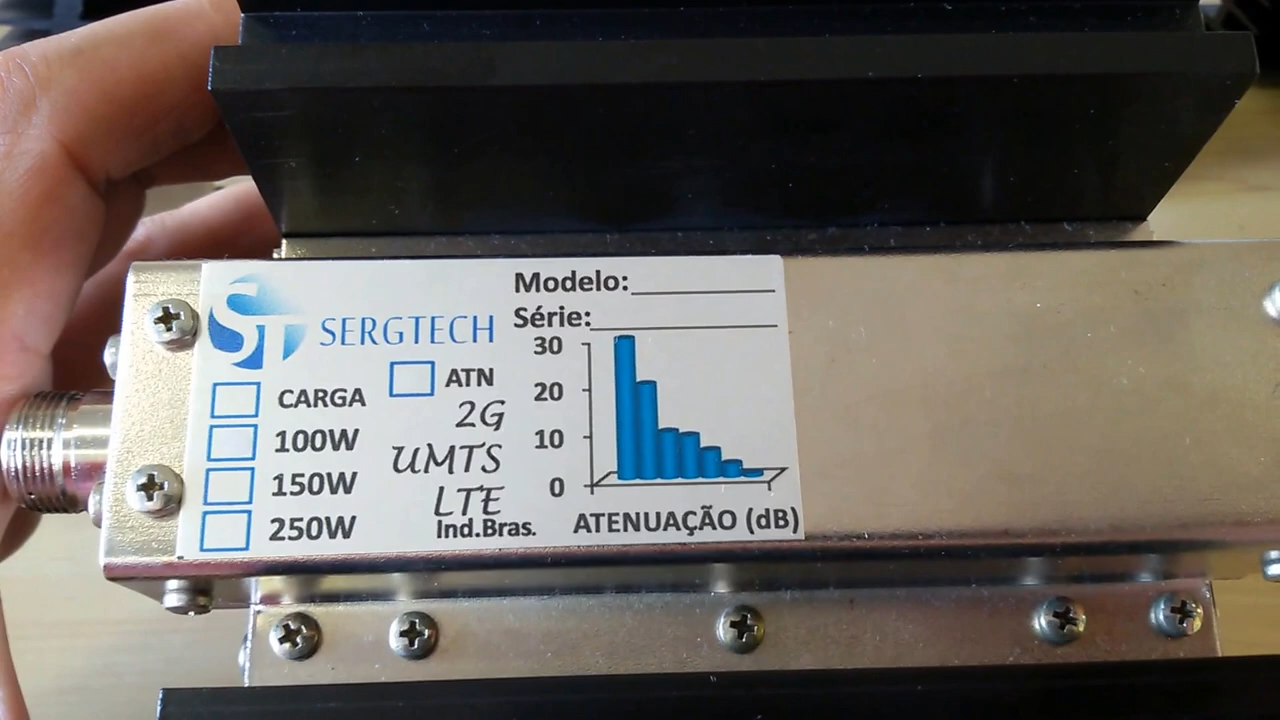 ST SERGTECH
Modelo:
Série:
CARGA
100W
150W
250W
ATN
2G
UMTS
LTE
Ind.Bras.
30
20
10
0
ATENUAÇÃO (dB)